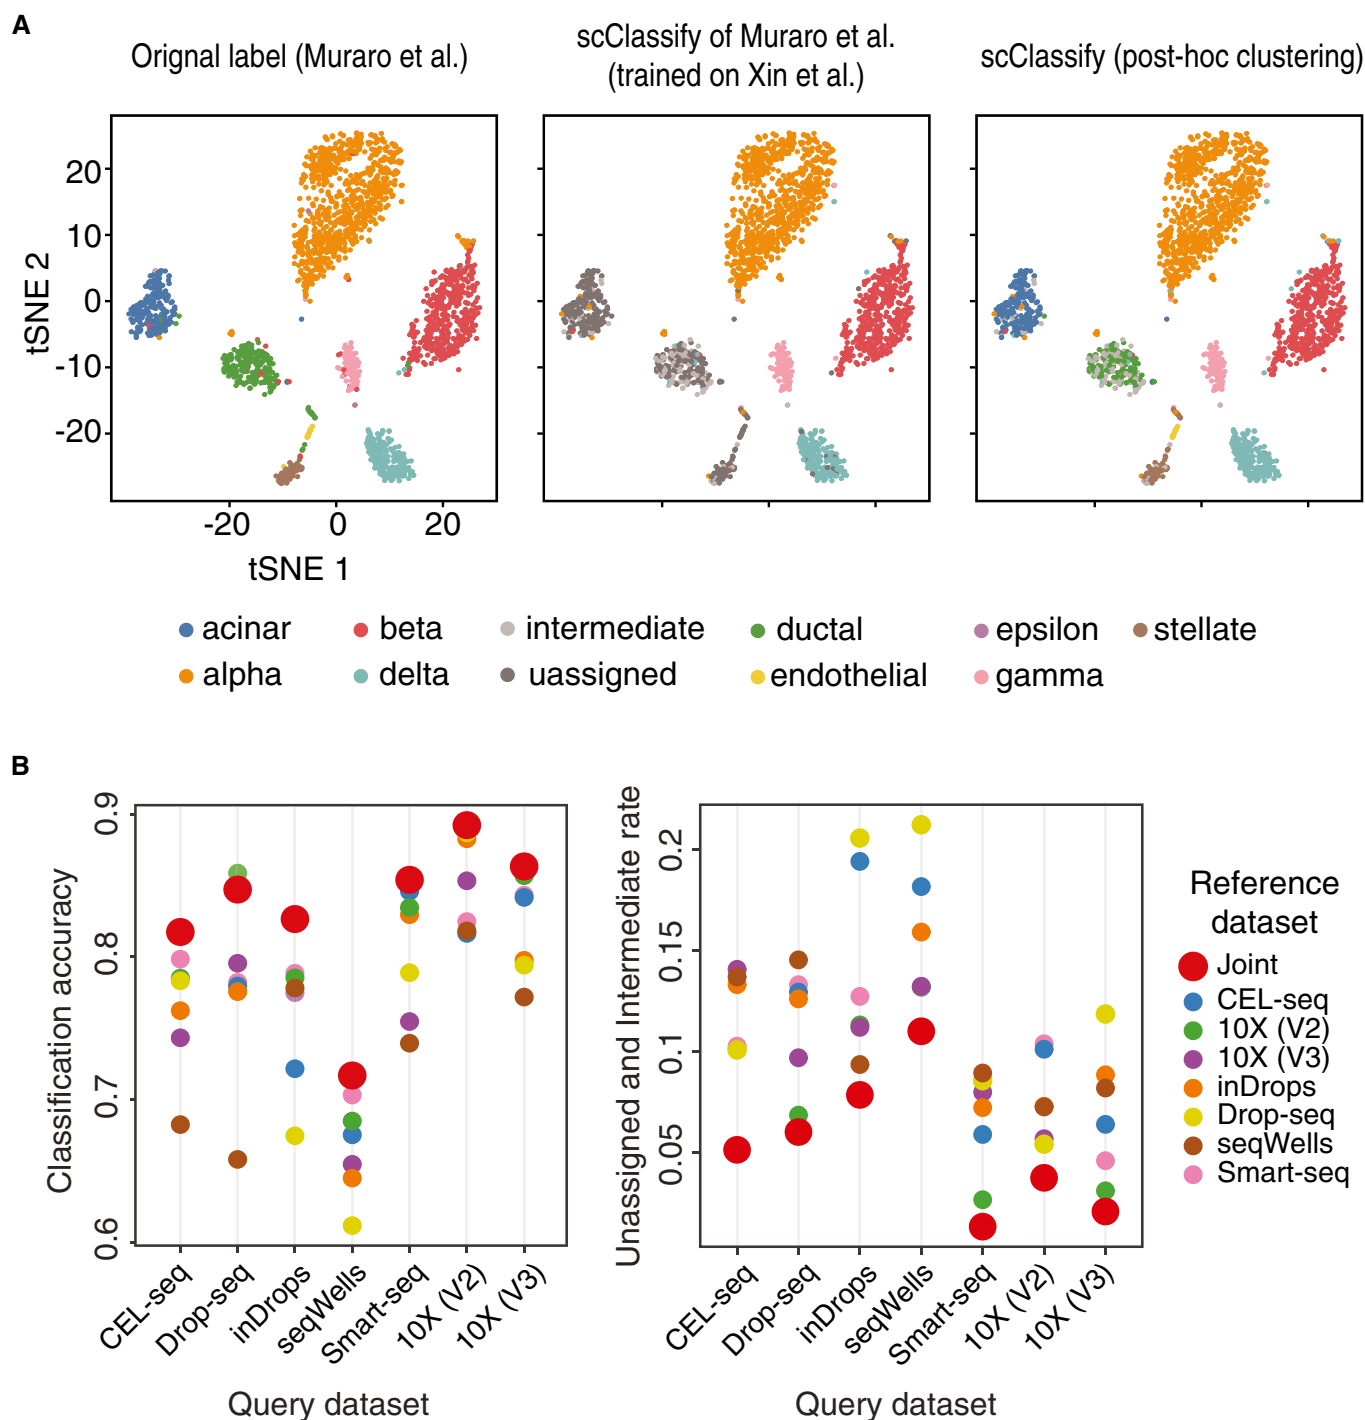 A
Orignal label (Muraro et al.)
scClassify of Muraro et al.
(trained on Xin et al.)
scClassify (post-hoc clustering)
tSNE 2
20
10
0
-10
-20
-20 0 20
tSNE 1
acinar beta intermediate ductal epsilon stellate
alpha delta uassigned endothelial gamma
B
Classification accuracy
0.9
0.8
0.7
0.6
CEL-seq
Drop-seq
inDrops
seqWells
Smart-seq
10X (V2)
10X (V3)
Query dataset
Unassigned and Intermediate rate
0.2
0.15
0.1
0.05
CEL-seq
Drop-seq
inDrops
seqWells
Smart-seq
10X (V2)
10X (V3)
Query dataset
Reference
dataset
Joint
CEL-seq
10X (V2)
10X (V3)
inDrops
Drop-seq
seqWells
Smart-seq